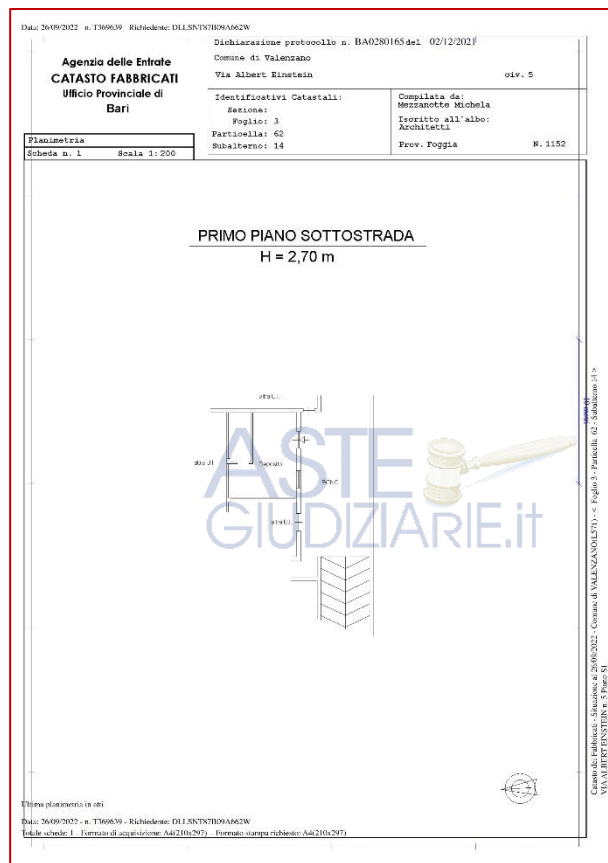 Data: 26/09/2022 - n. T369639 - Richiedente: DLLSNT87B09A662W
Agenzia delle Entrate
CATASTO FABBRICATI
Ufficio Provinciale di
Bari
Dichiarazione protocollo n. BA0280165 del 02/12/2021
Comune di Valenzano
Via Albert Einstein civ. 5
Identificativi Catastali:
Sezione:
Foglio: 3
Particella: 62
Subalterno: 14
Compilata da:
Mezzanotte Michela
Iscritto all'albo:
Architetti
Prov. Foggia N. 1152
Planimetria
Scheda n. 1 Scala 1:200
PRIMO PIANO SOTTOSTRADA
H = 2,70 m
altra U.I.
altra U.I
Deposito
BCNC
altra U.I.
ASTE
GIUDIZIARIE.it
Catasto dei Fabbricati - Situazione al 26/09/2022 - Comune di VALENZANO(L571) - < Foglio 3 - Particella 62 - Subalterno 14 >
VIA ALBERT EINSTEIN n. 5 Piano S1
Ultima planimetria in atti
Data: 26/09/2022 - n. T369639 - Richiedente: DLLSNT87B09A662W
Totale schede: 1 - Formato di acquisizione: A4(210x297) - Formato stampa richiesto: A4(210x297)